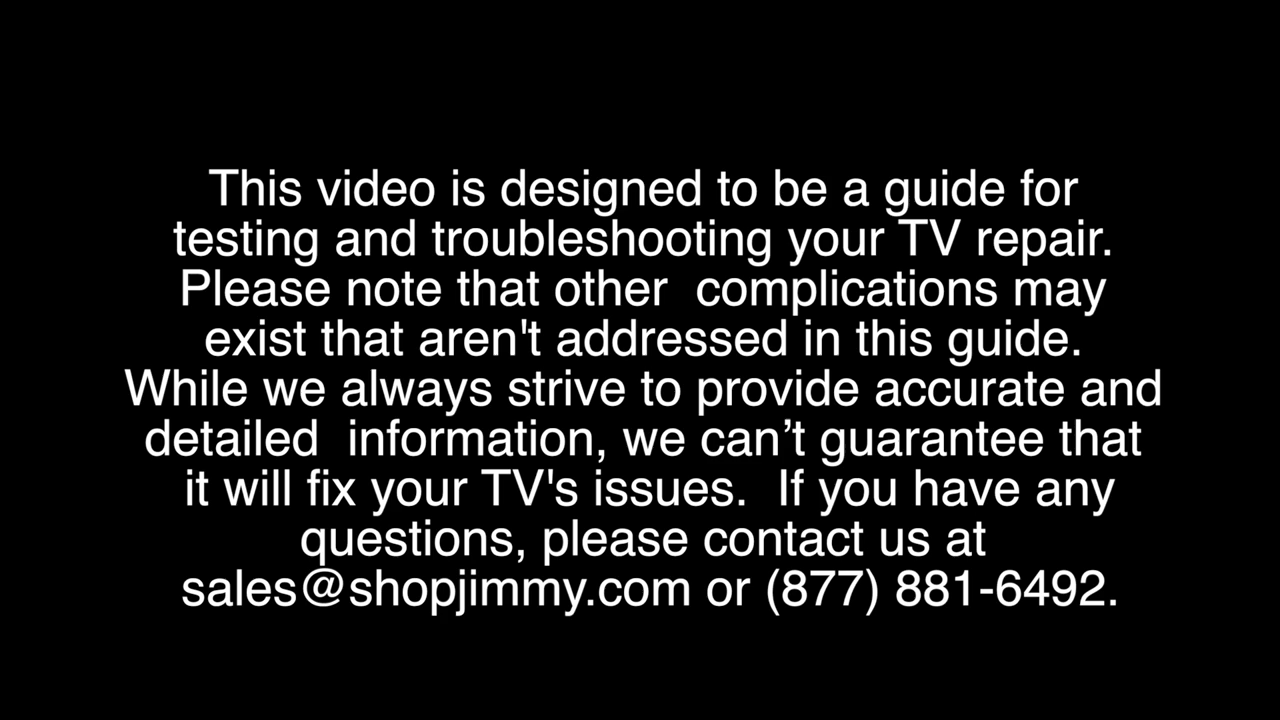 This video is designed to be a guide for
testing and troubleshooting your TV repair.
Please note that other  complications may
exist that aren't addressed in this guide.
While we always strive to provide accurate and
detailed  information, we can’t guarantee that
it will fix your TV's issues.  If you have any
questions, please contact us at
sales@shopjimmy.com or (877) 881-6492.